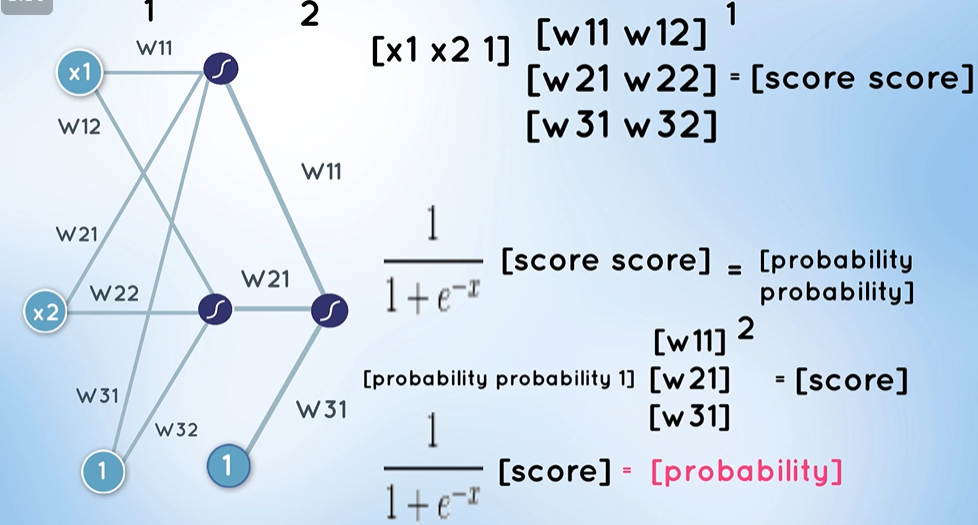 1
2
W11
x1
W12
W11
W21
W21
W22
x2
W31
W31
W32
1
1
[x1 x2 1] [w11 w12] 1
[w21 w22] = [score score]
[w31 w32]
1
1+e^{-x} [score score] = [probability
probability]
[w11] 2
[probability probability 1] [w21] = [score]
[w31]
1
1+e^{-x} [score] = [probability]